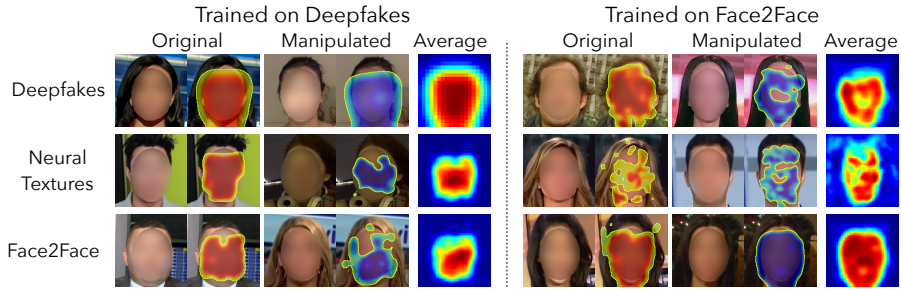 Trained on Deepfakes
Trained on Face2Face
Original Manipulated Average
Original Manipulated Average
Deepfakes
Neural
Textures
Face2Face